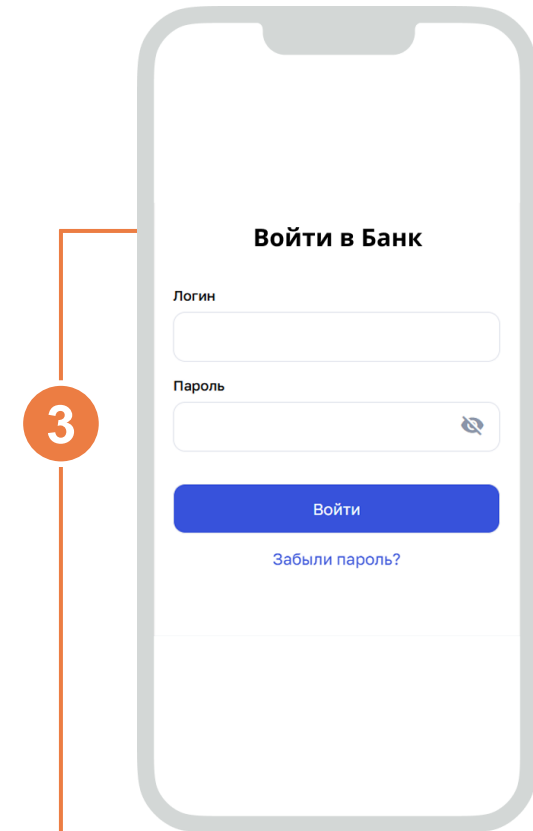 Войти в Банк
Логин
Пароль
3
Войти
Забыли пароль?